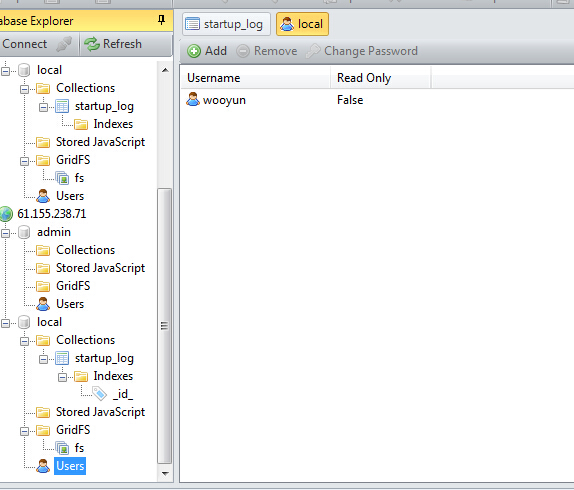 abase Explorer
Connect
Refresh
local
Collections
startup_log
Indexes
Stored JavaScript
GridFS
fs
Users
61.155.238.71
admin
Collections
Stored JavaScript
GridFS
Users
local
Collections
startup_log
Indexes
_id_
Stored JavaScript
GridFS
fs
Users
startup_log
local
Add
Remove
Change Password
Username Read Only
wooyun False